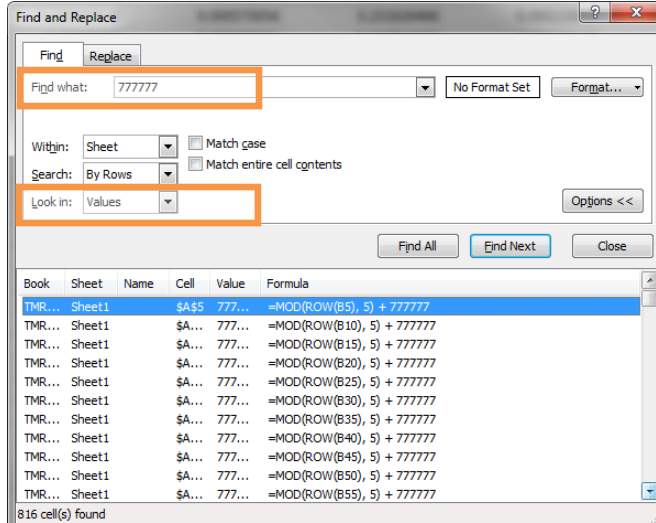 Find and Replace
Find Replace
Find what: 777777 No Format Set Format...
Within: Sheet Match case
Match entire cell contents
Search: By Rows
Look in: Values Options <<
Find All Find Next Close
Book Sheet Name Cell Value Formula
TMR... Sheet1 $A$5 777... =MOD(ROW(B5), 5) + 777777
TMR... Sheet1 $A... 777... =MOD(ROW(B10), 5) + 777777
TMR... Sheet1 $A... 777... =MOD(ROW(B15), 5) + 777777
TMR... Sheet1 $A... 777... =MOD(ROW(B20), 5) + 777777
TMR... Sheet1 $A... 777... =MOD(ROW(B25), 5) + 777777
TMR... Sheet1 $A... 777... =MOD(ROW(B30), 5) + 777777
TMR... Sheet1 $A... 777... =MOD(ROW(B35), 5) + 777777
TMR... Sheet1 $A... 777... =MOD(ROW(B40), 5) + 777777
TMR... Sheet1 $A... 777... =MOD(ROW(B45), 5) + 777777
TMR... Sheet1 $A... 777... =MOD(ROW(B50), 5) + 777777
TMR... Sheet1 $A... 777... =MOD(ROW(B55), 5) + 777777
816 cell(s) found